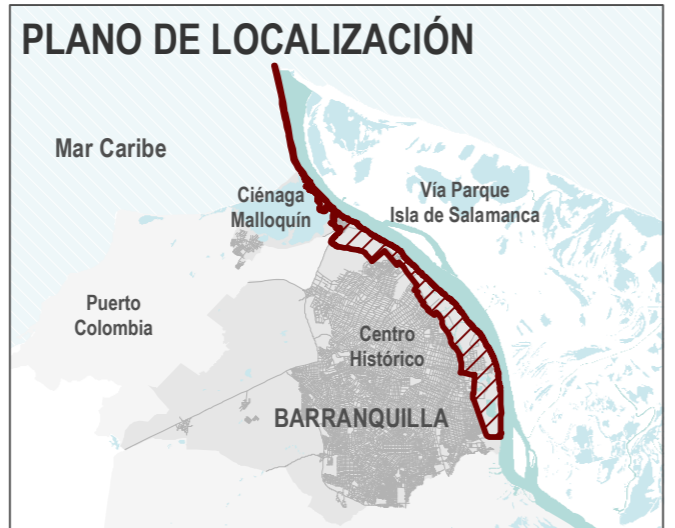 PLANO DE LOCALIZACIÓN
Mar Caribe
Ciénaga
Malloquín
Vía Parque
Isla de Salamanca
Puerto
Colombia
Centro
Histórico
BARRANQUILLA